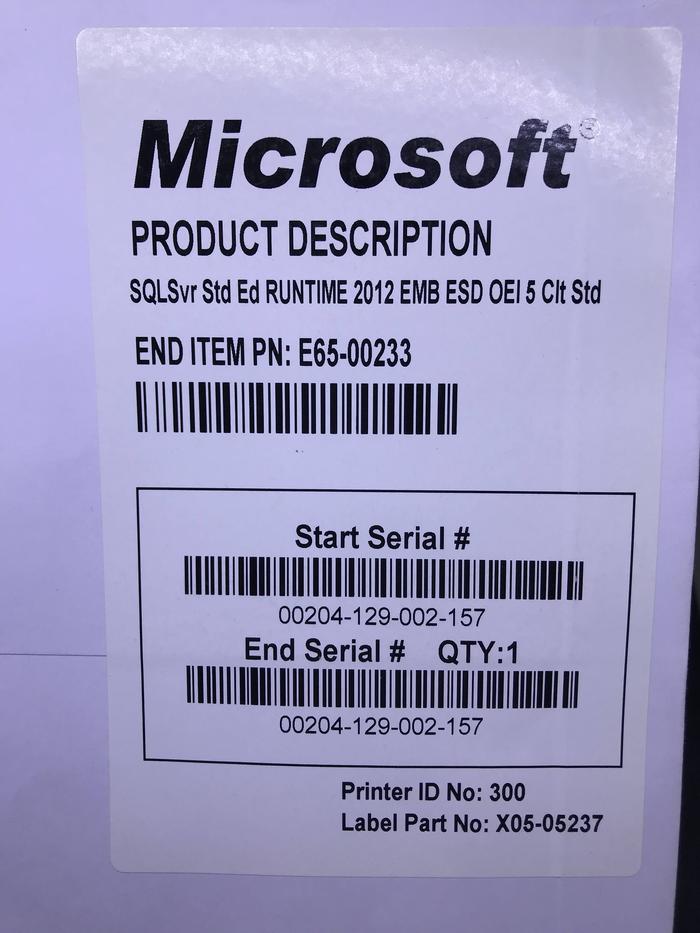 Microsoft®
PRODUCT DESCRIPTION
SQLSvr Std Ed RUNTIME 2012 EMB ESD OEI 5 Clt Std
END ITEM PN: E65-00233
Start Serial #
00204-129-002-157
End Serial # QTY:1
00204-129-002-157
Printer ID No: 300
Label Part No: X05-05237